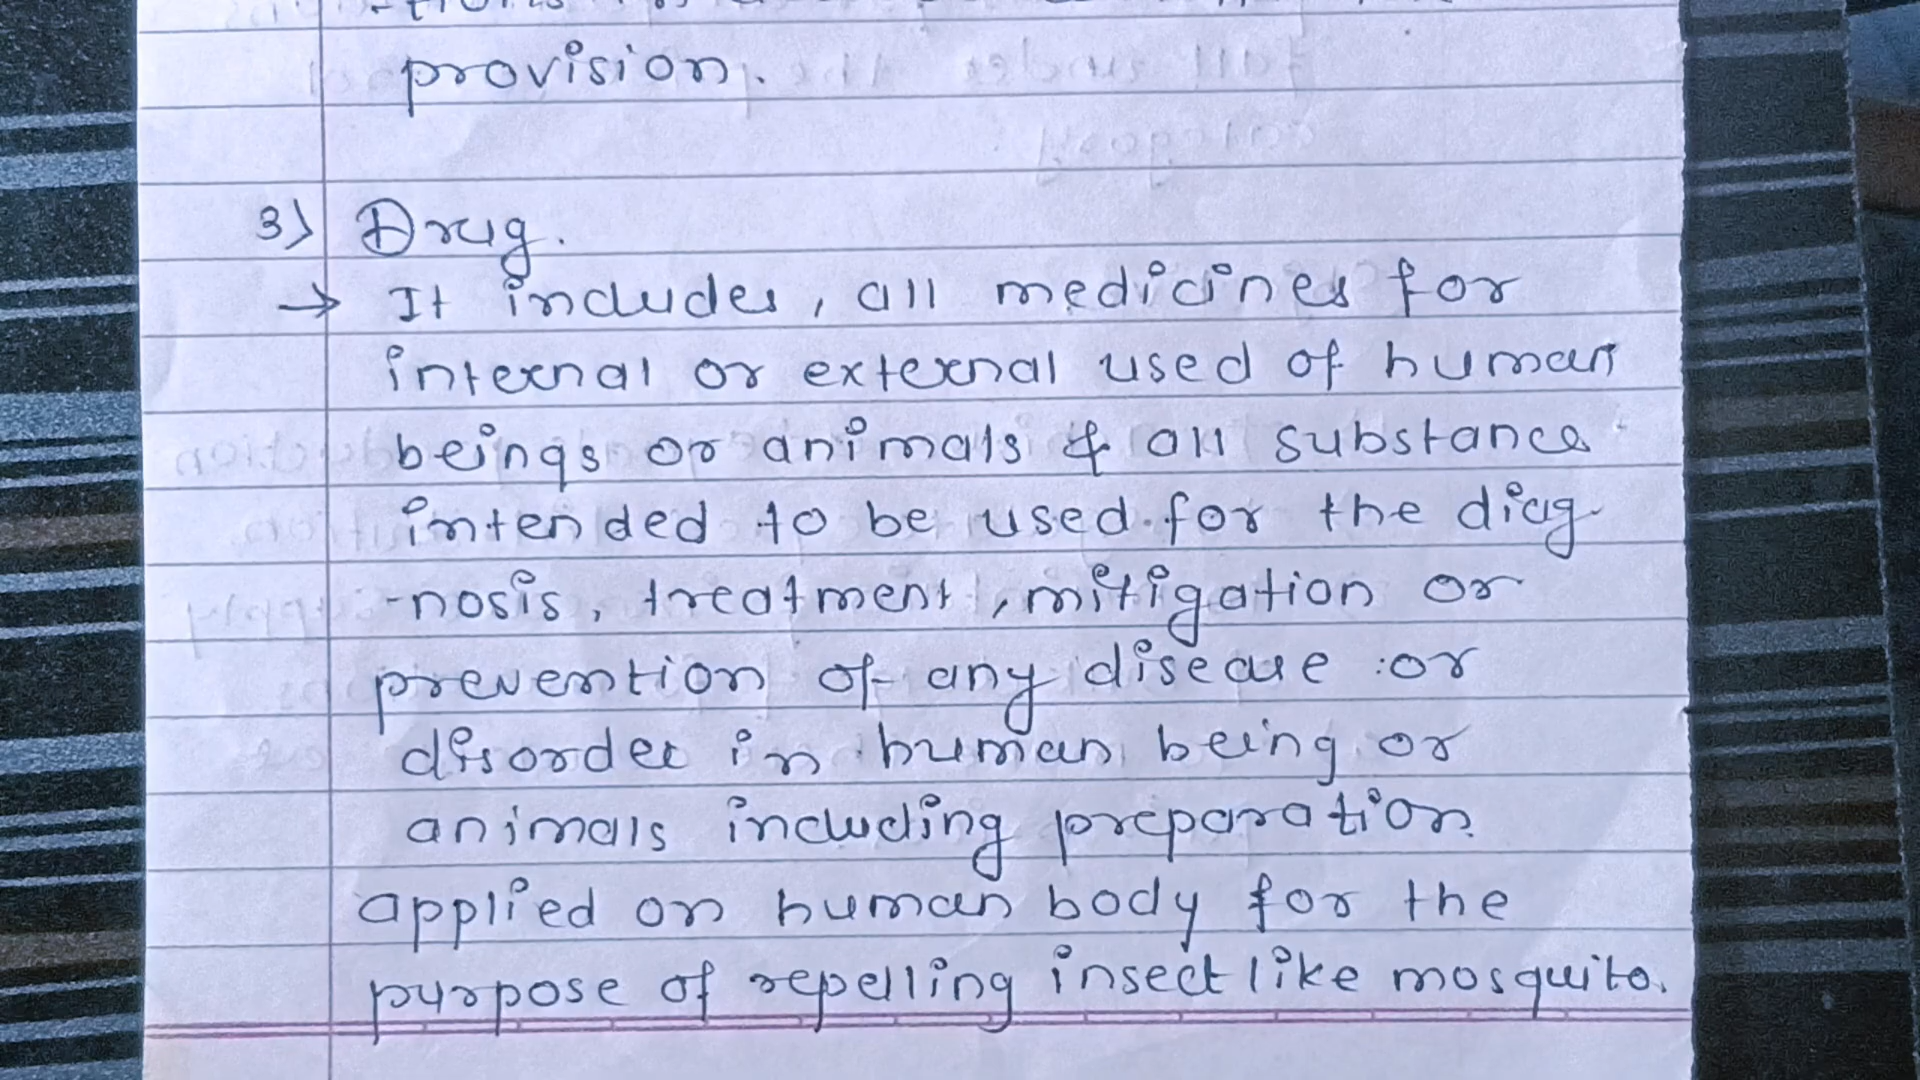 provision.
3) Drug.
→ It includes, all medicines for
internal or external used of human
beings or animals & all substance
intended to be used for the diag-
-nosis, treatment, mitigation or
prevention of any disease or
disorder in human being or
animals including preparation
applied on human body for the
purpose of repelling insect like mosquito.